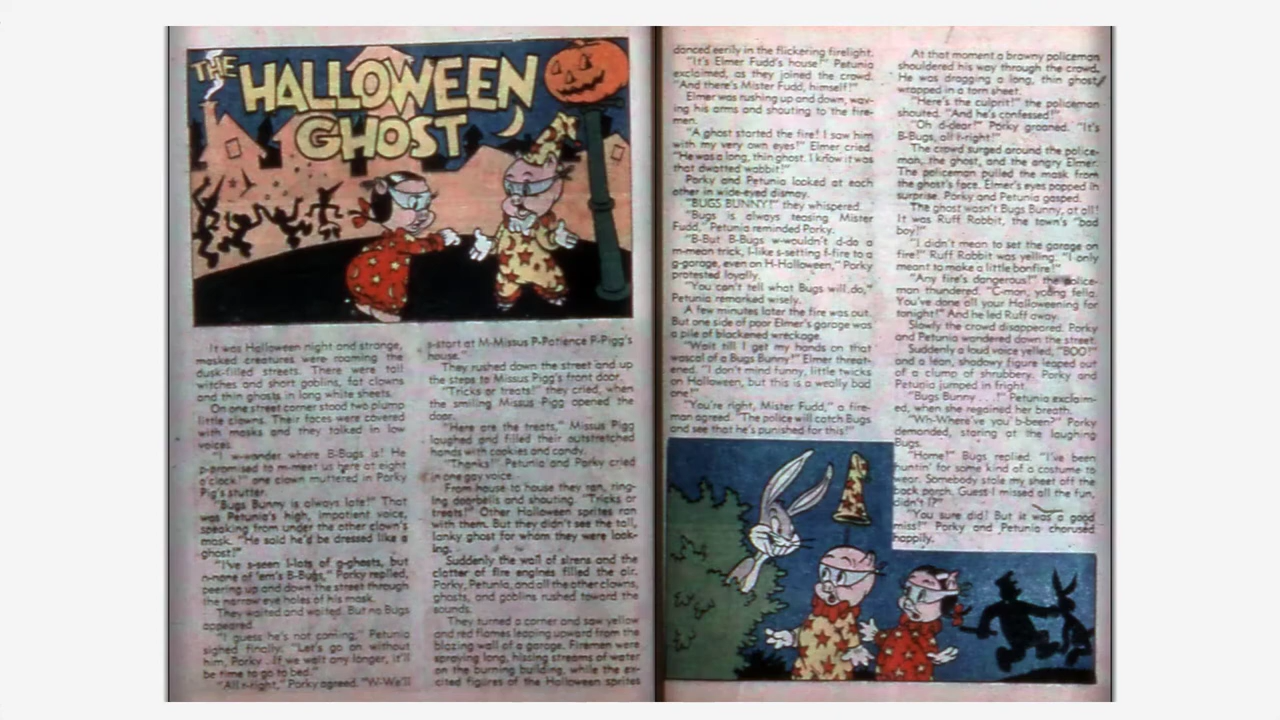 THE
HALLOWEEN
GHOST
It was Halloween night and strange,
masked creatures were roaming the
dusk-filled streets. There were tall
witches and short goblins, fat clowns
and thin ghosts in long white sheets.
On one street corner stood two plump
little clowns. Their faces were covered
with masks and they talked in low
voices.
"I w-wonder where B-Bugs is! He
p-promised to m-meet us here at eight
o'clock!" one clown muttered in Porky
Pig's stutter.
"Bugs Bunny is always late!" That
was Petunia's high, impatient voice,
speaking from under the other clown's
mask. "He said he'd be dressed like a
ghost!"
"I've s-seen l-lots of g-ghosts, but
n-none of 'em's B-Bugs," Porky replied,
peering up and down the street through
the narrow eye holes of his mask.
They waited and waited. But no Bugs
appeared.
"I guess he's not coming," Petunia
sighed finally. "Let's go on without
him, Porky. If we wait any longer, it'll
be time to go to bed!"
"All r-right," Porky agreed. "W-We'll
s-start at M-Missus P-Patience P-Pigg's
house."
They rushed down the street and up
the steps to Missus Pigg's front door.
"Tricks or treats!" they cried, when
the smiling Missus Pigg opened the
door.
"Here are the treats," Missus Pigg
laughed and filled their outstretched
hands with cookies and candy.
"Thanks!" Petunia and Porky cried
in one gay voice.
From house to house they ran, ring-
ing doorbells and shouting. "Tricks or
treats!" Other Halloween sprites ran
with them. But they didn't see the tall,
lanky ghost for whom they were look-
ing.
Suddenly the wail of sirens and the
clatter of fire engines filled the air.
Porky, Petunia, and all the other clowns,
ghosts, and goblins rushed toward the
sounds.
They turned a corner and saw yellow
and red flames leaping upward from the
blazing wall of a garage. Firemen were
spraying long, hissing streams of water
on the burning building, while the ex-
cited figures of the Halloween sprites
danced eerily in the flickering firelight.
"It's Elmer Fudd's house!" Petunia
exclaimed, as they joined the crowd.
"And there's Mister Fudd, himself!"
Elmer was rushing up and down, wav-
ing his arms and shouting to the fire-
men.
"A ghost started the fire! I saw him
with my very own eyes!" Elmer cried.
"He was a long, thin ghost. I know it was
that dwatted wabbit!"
Porky and Petunia looked at each
other in wide-eyed dismay.
"BUGS BUNNY!" they whispered.
"Bugs is always teasing Mister
Fudd," Petunia reminded Porky.
"B-But B-Bugs w-wouldn't d-do a
m-mean trick, l-like s-setting f-fire to a
g-garage, even on H-Halloween," Porky
protested loyally.
"You can't tell what Bugs will do,"
Petunia remarked wisely.
A few minutes later the fire was out.
But one side of poor Elmer's garage was
a pile of blackened wreckage.
"Wait till I get my hands on that
wascal of a Bugs Bunny!" Elmer threat-
ened. "I don't mind funny, little twicks
on Halloween, but this is a weally bad
one!"
"You're right, Mister Fudd," a fire-
man agreed. "The police will catch Bugs
and see that he's punished for this!"
At that moment a brawny policeman
shouldered his way through the crowd.
He was dragging a long, thin ghost
wrapped in a torn sheet.
"Here's the culprit!" the policeman
shouted. "And he's confessed!"
"Oh d-dear!" Porky groaned. "It's
B-Bugs, all r-right!"
The crowd surged around the police-
man, the ghost, and the angry Elmer.
The policeman pulled the mask from
the ghost's face. Elmer's eyes popped in
surprise. Porky and Petunia gasped.
The ghost wasn't Bugs Bunny, at all!
It was Ruff Rabbit, the town's "bad
boy!"
"I didn't mean to set the garage on
fire!" Ruff Rabbit was yelling. "I only
meant to make a little bonfire!"
"Any fire's dangerous!" the police-
man thundered. "C-mon, young fella.
You've done all your Halloweening for
tonight!" And he led Ruff away.
Slowly the crowd disappeared. Porky
and Petunia wandered down the street.
Suddenly a loud voice yelled, "BOO!"
and a lean, shadowy figure leaped out
of a clump of shrubbery. Porky and
Petunia jumped in fright.
"Bugs Bunny . . . !" Petunia exclaim-
ed, when she regained her breath.
"Wh-Where've you b-been?" Porky
demanded, staring at the laughing
Bugs.
"Home!" Bugs replied. "I've been
huntin' for some kind of a costume to
wear. Somebody stole my sheet off the
back porch. Guess I missed all the fun,
didn't I?"
"You sure did! But it was a good
miss!" Porky and Petunia chorused
happily.